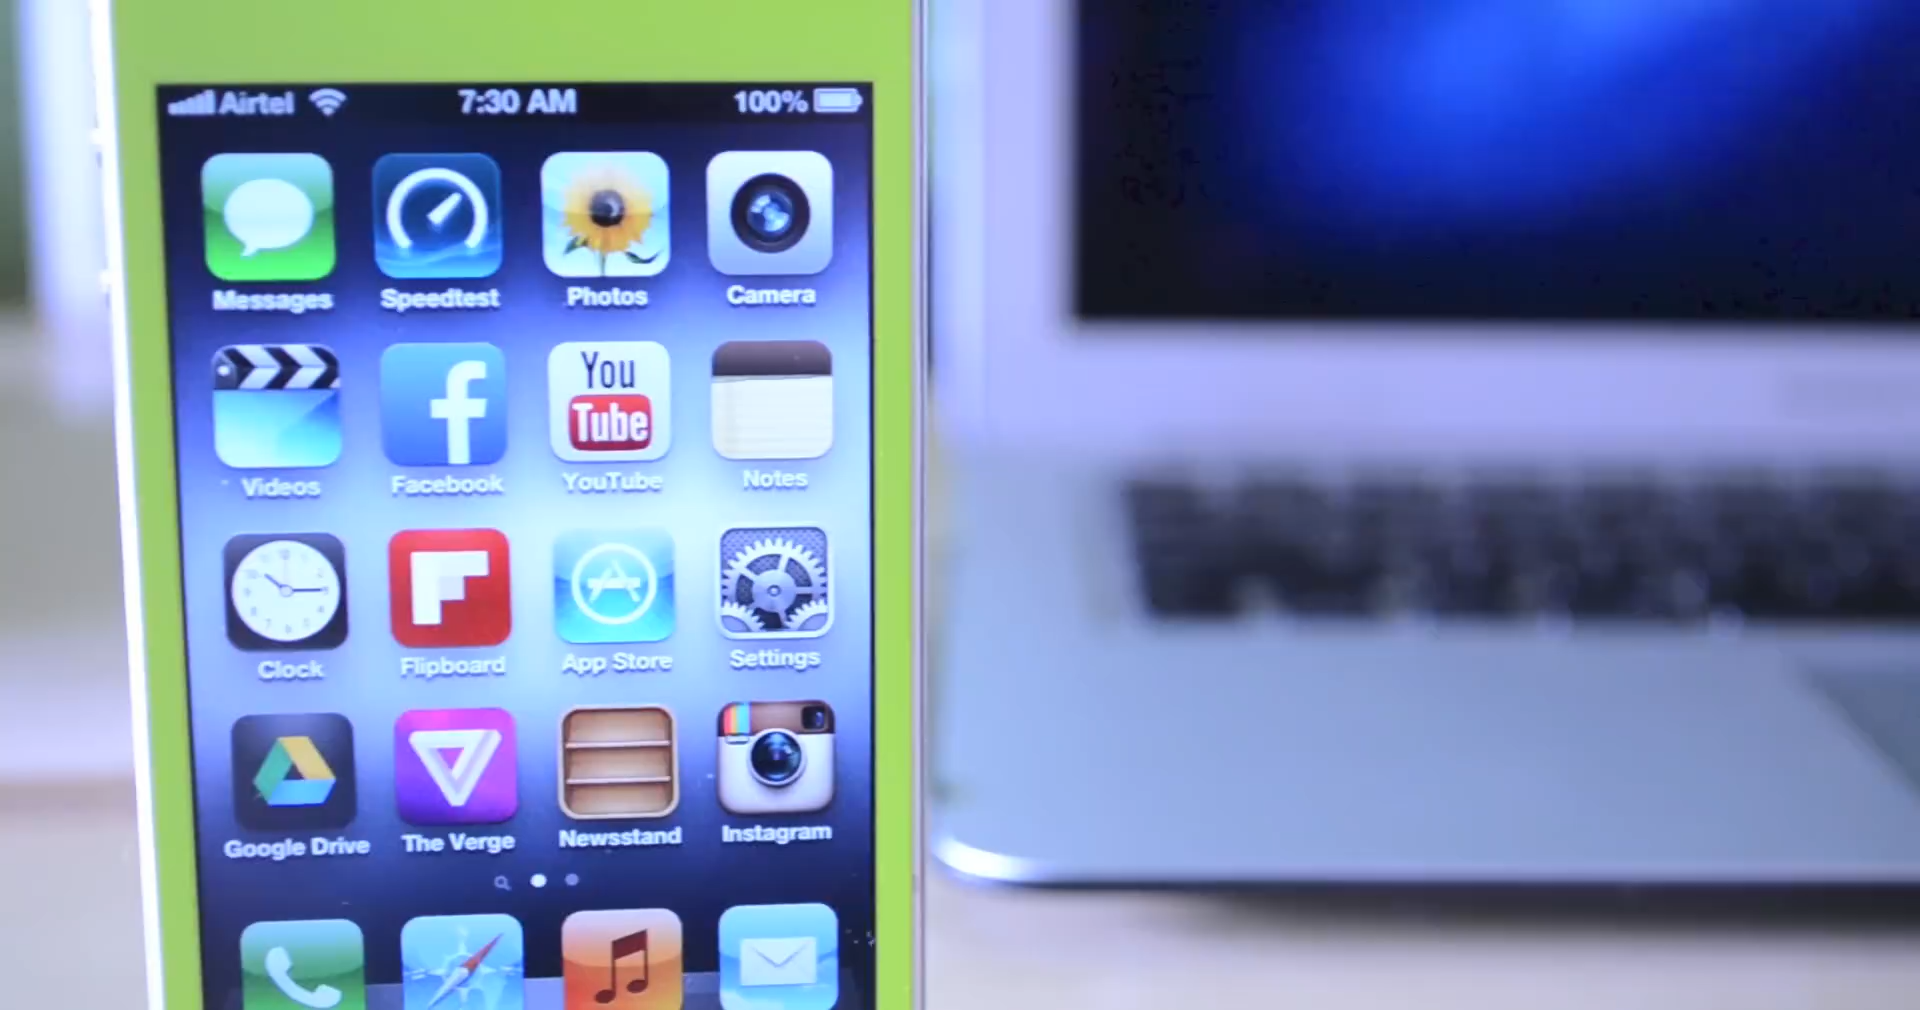 Airtel 7:30 AM 100%
Messages Speedtest Photos Camera
You
Tube
Videos Facebook YouTube Notes
Clock Flipboard App Store Settings
Google Drive The Verge Newsstand Instagram